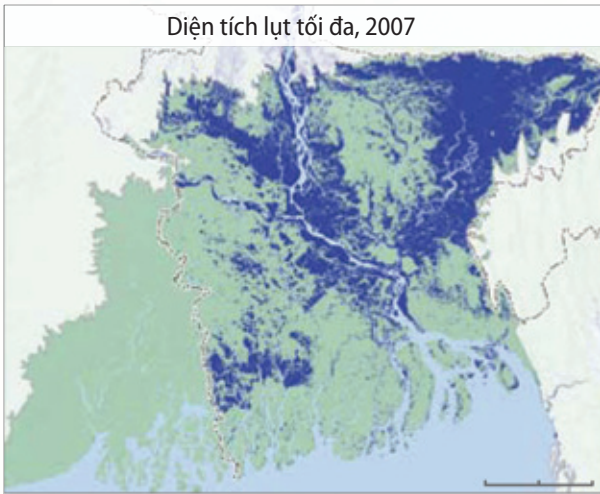 Diện tích lụt tối đa, 2007